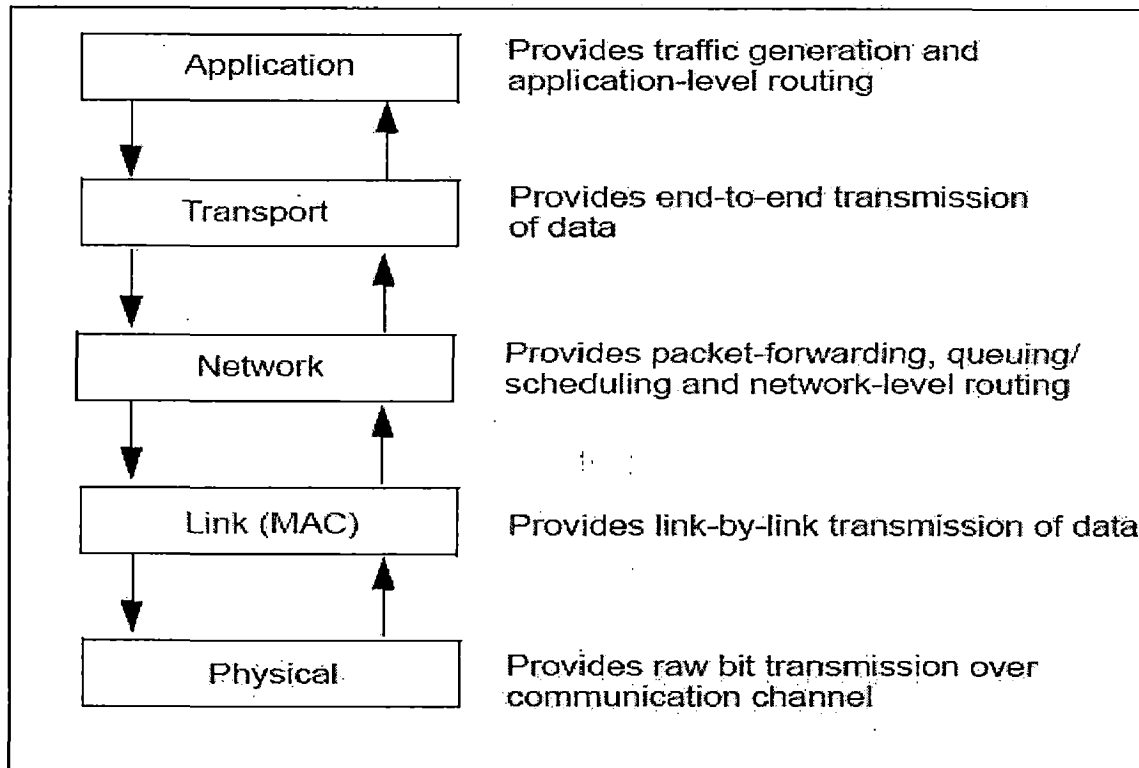 Application
Provides traffic generation and
application-level routing
Transport
Provides end-to-end transmission
of data
Network
Provides packet-forwarding, queuing/
scheduling and network-level routing
Link (MAC)
Provides link-by-link transmission of data
Physical
Provides raw bit transmission over
communication channel